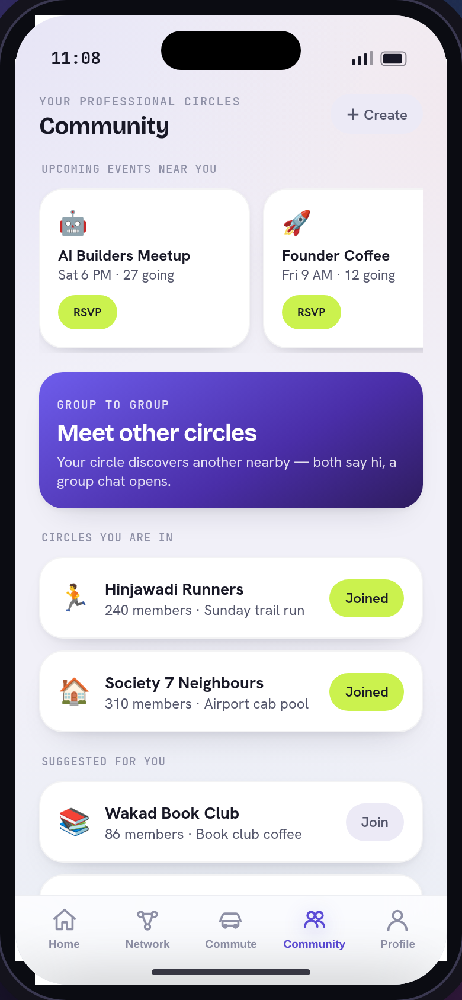 11:08
YOUR PROFESSIONAL CIRCLES
Community
+ Create
UPCOMING EVENTS NEAR YOU
AI Builders Meetup
Sat 6 PM · 27 going
RSVP
Founder Coffee
Fri 9 AM · 12 going
RSVP
GROUP TO GROUP
Meet other circles
Your circle discovers another nearby — both say hi, a
group chat opens.
CIRCLES YOU ARE IN
Hinjawadi Runners
240 members · Sunday trail run
Joined
Society 7 Neighbours
310 members · Airport cab pool
Joined
SUGGESTED FOR YOU
Wakad Book Club
86 members · Book club coffee
Join
Home
Network
Commute
Community
Profile